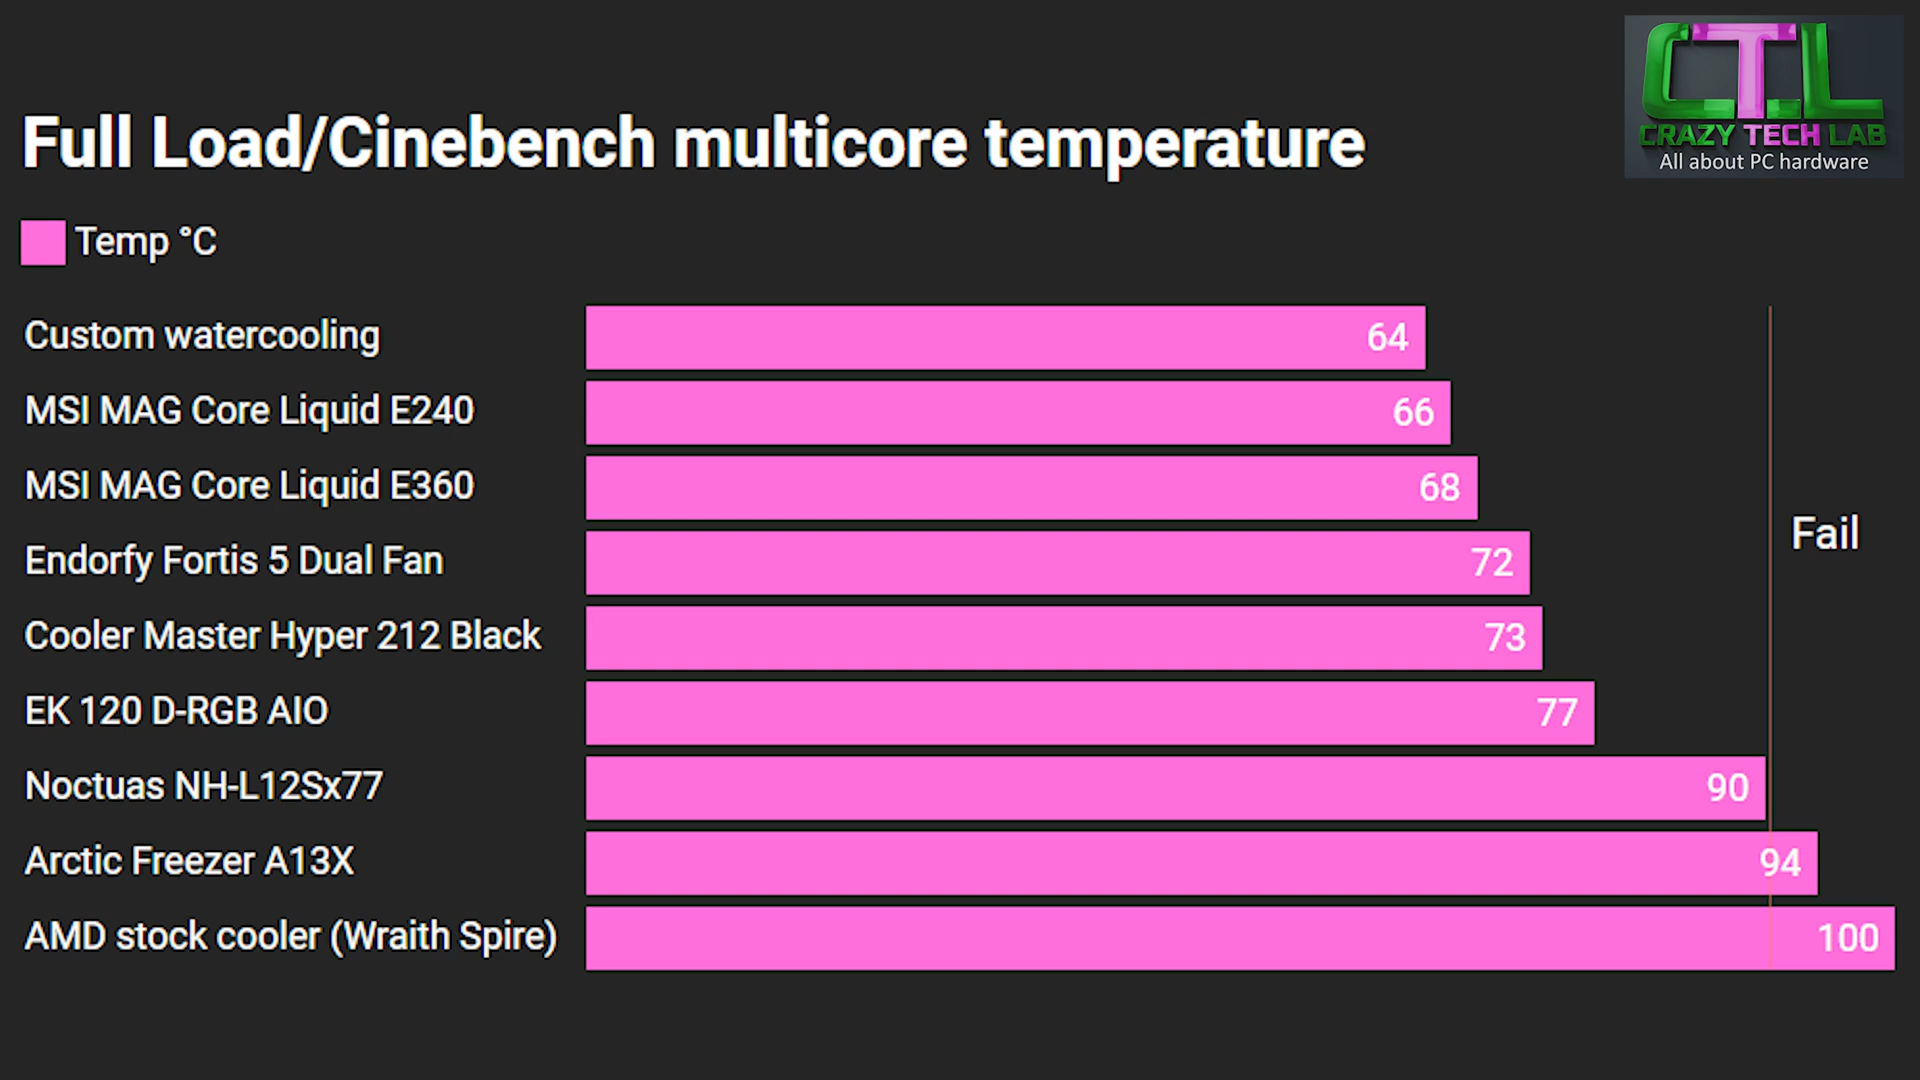 CTL
CRAZY TECH LAB
All about PC hardware
Full Load/Cinebench multicore temperature
Temp °C
Custom watercooling 64
MSI MAG Core Liquid E240 66
MSI MAG Core Liquid E360 68
Fail
Endorfy Fortis 5 Dual Fan 72
Cooler Master Hyper 212 Black 73
EK 120 D-RGB AIO 77
Noctuas NH-L12Sx77 90
Arctic Freezer A13X 94
AMD stock cooler (Wraith Spire) 100